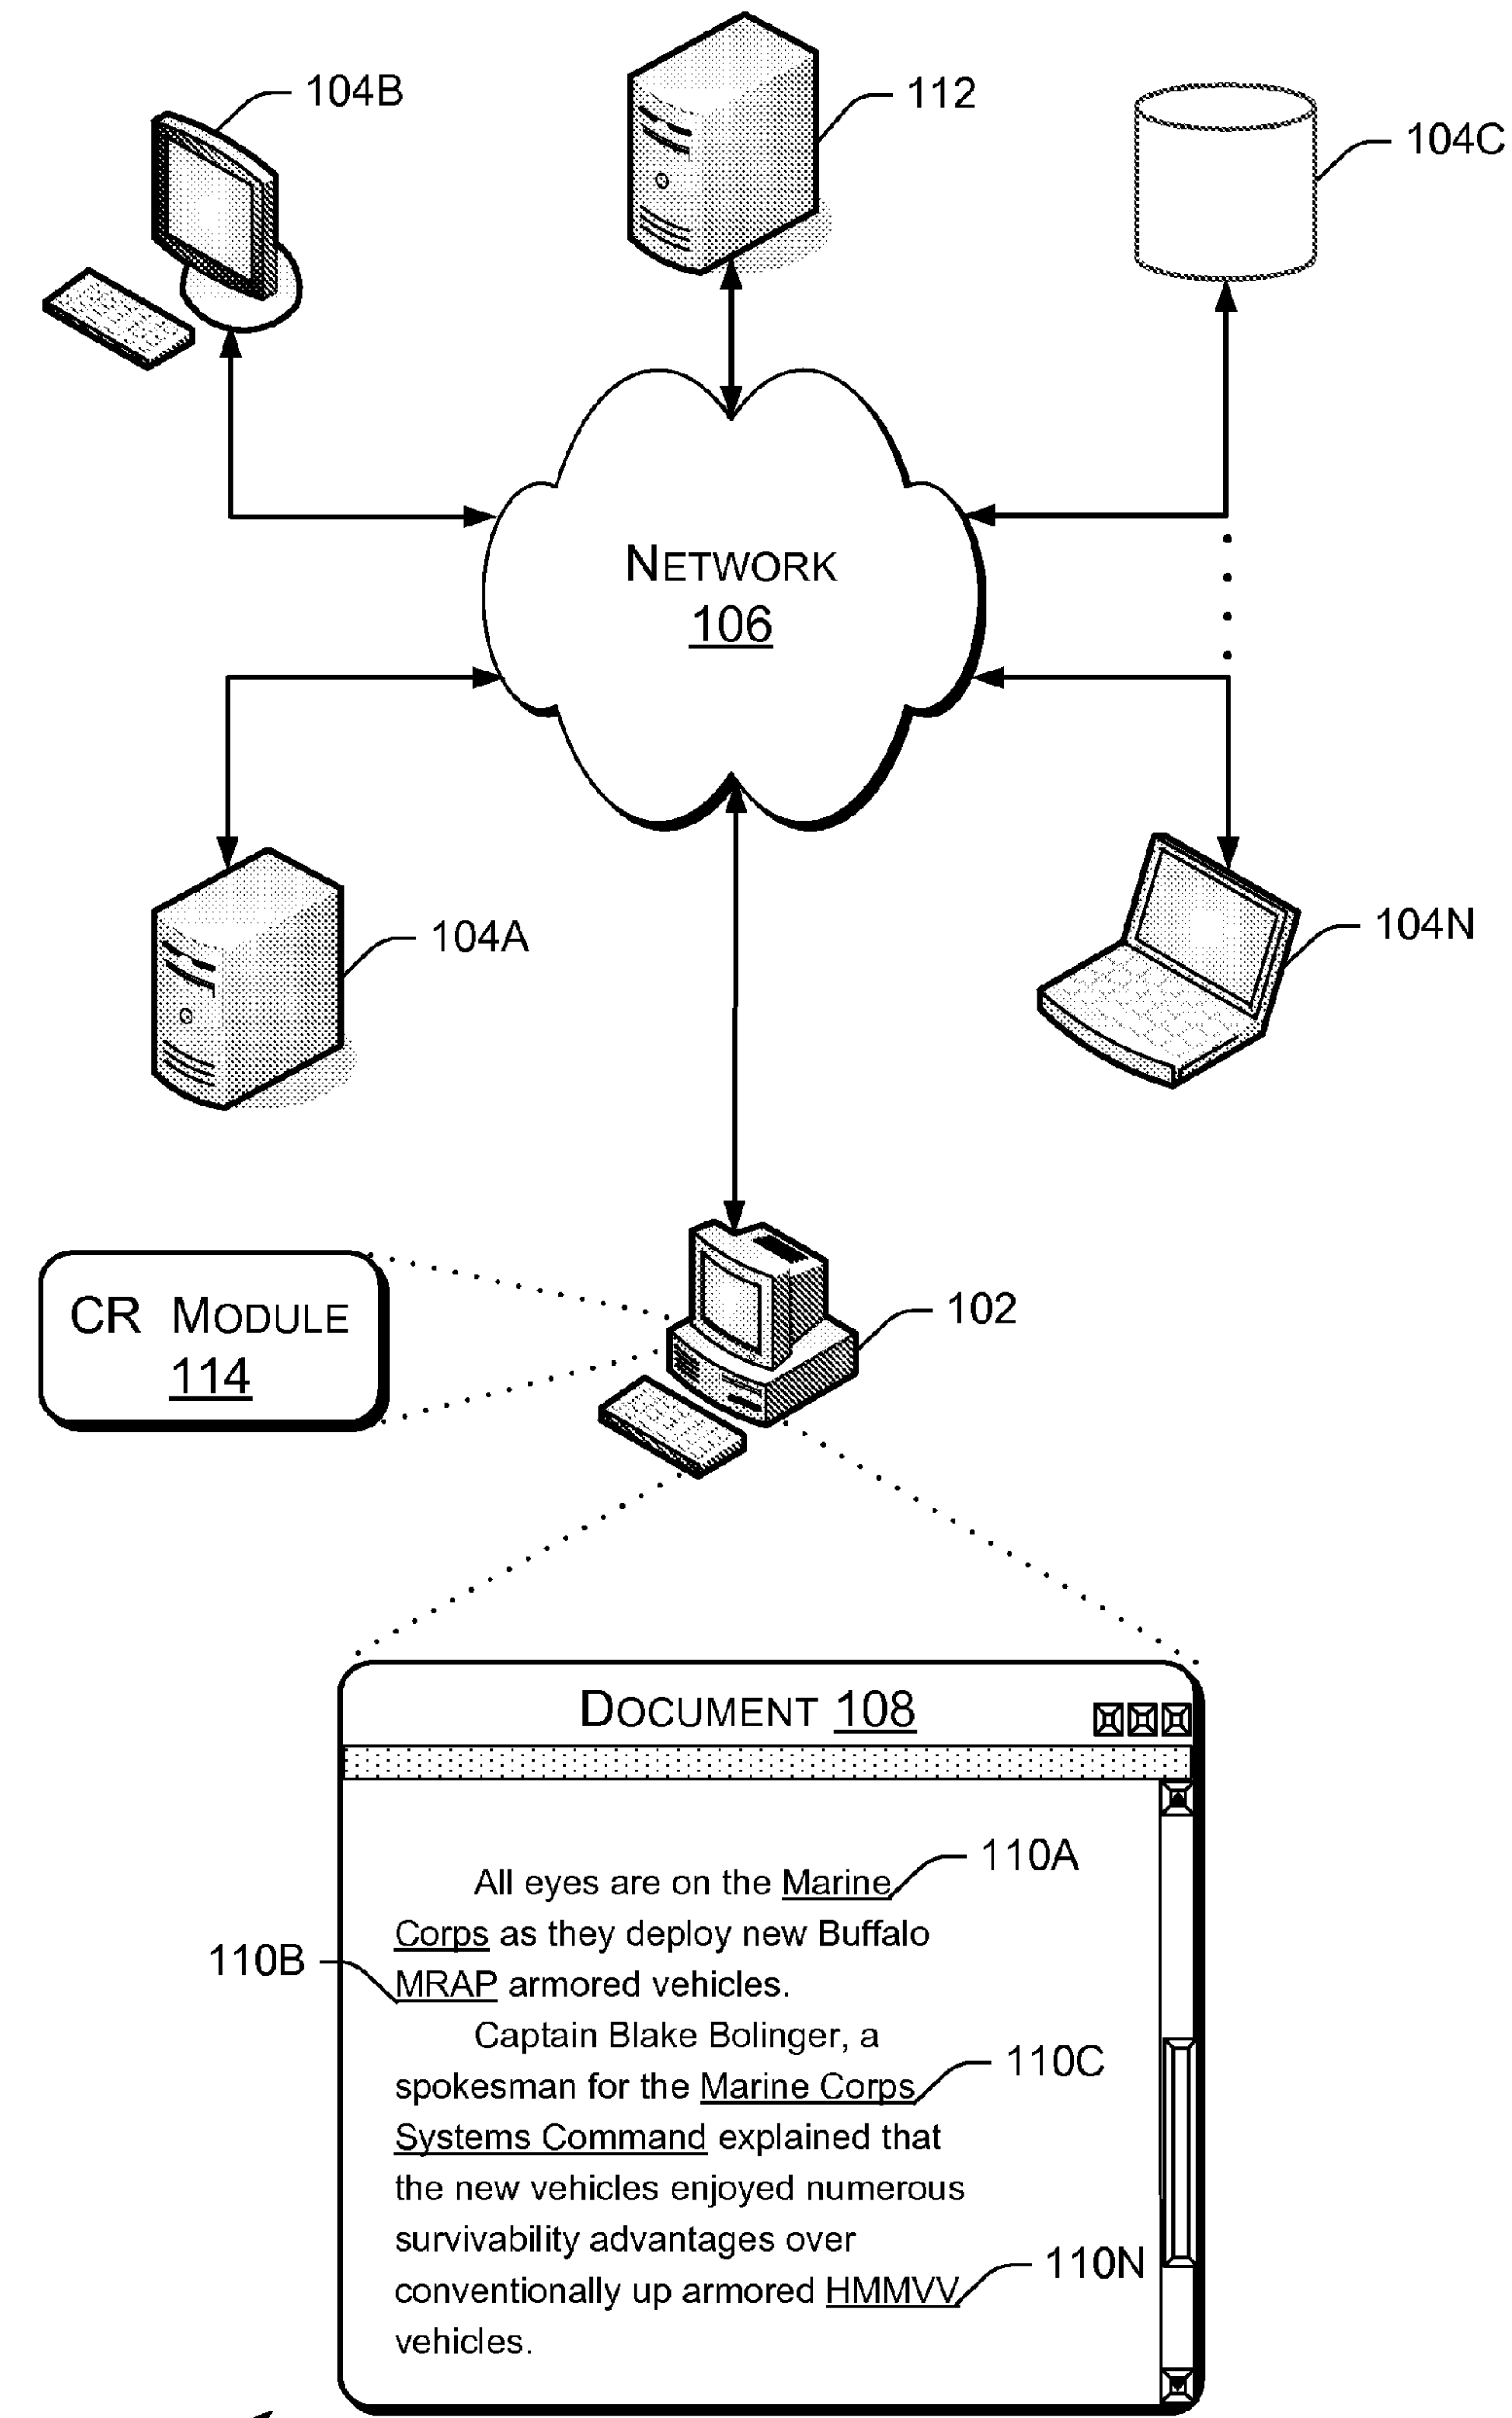 104B
112
104C
NETWORK
106
104A
104N
CR MODULE
114
102
DOCUMENT 108
110A
All eyes are on the Marine
Corps as they deploy new Buffalo
110B
MRAP armored vehicles.
Captain Blake Bolinger, a
110C
spokesman for the Marine Corps
Systems Command explained that
the new vehicles enjoyed numerous
survivability advantages over
110N
conventionally up armored HMMVV
vehicles.